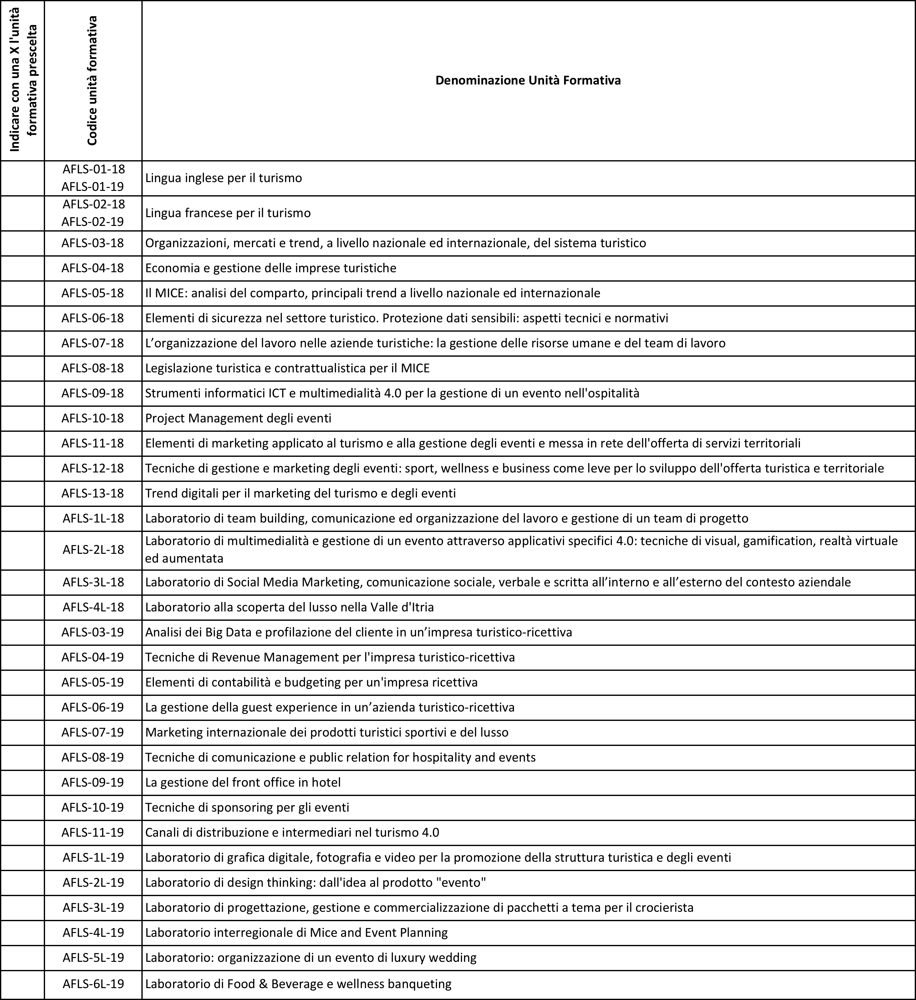 Indicare con una X l'unità
formativa prescelta
Codice unità formativa
Denominazione Unità Formativa
AFLS-01-18
AFLS-01-19
Lingua inglese per il turismo
AFLS-02-18
AFLS-02-19
Lingua francese per il turismo
AFLS-03-18 Organizzazioni, mercati e trend, a livello nazionale ed internazionale, del sistema turistico
AFLS-04-18 Economia e gestione delle imprese turistiche
AFLS-05-18 Il MICE: analisi del comparto, principali trend a livello nazionale ed internazionale
AFLS-06-18 Elementi di sicurezza nel settore turistico. Protezione dati sensibili: aspetti tecnici e normativi
AFLS-07-18 L’organizzazione del lavoro nelle aziende turistiche: la gestione delle risorse umane e del team di lavoro
AFLS-08-18 Legislazione turistica e contrattualistica per il MICE
AFLS-09-18 Strumenti informatici ICT e multimedialità 4.0 per la gestione di un evento nell'ospitalità
AFLS-10-18 Project Management degli eventi
AFLS-11-18 Elementi di marketing applicato al turismo e alla gestione degli eventi e messa in rete dell'offerta di servizi territoriali
AFLS-12-18 Tecniche di gestione e marketing degli eventi: sport, wellness e business come leve per lo sviluppo dell'offerta turistica e territoriale
AFLS-13-18 Trend digitali per il marketing del turismo e degli eventi
AFLS-1L-18 Laboratorio di team building, comunicazione ed organizzazione del lavoro e gestione di un team di progetto
AFLS-2L-18 Laboratorio di multimedialità e gestione di un evento attraverso applicativi specifici 4.0: tecniche di visual, gamification, realtà virtuale
ed aumentata
AFLS-3L-18 Laboratorio di Social Media Marketing, comunicazione sociale, verbale e scritta all’interno e all’esterno del contesto aziendale
AFLS-4L-18 Laboratorio alla scoperta del lusso nella Valle d'Itria
AFLS-03-19 Analisi dei Big Data e profilazione del cliente in un’impresa turistico-ricettiva
AFLS-04-19 Tecniche di Revenue Management per l'impresa turistico-ricettiva
AFLS-05-19 Elementi di contabilità e budgeting per un'impresa ricettiva
AFLS-06-19 La gestione della guest experience in un’azienda turistico-ricettiva
AFLS-07-19 Marketing internazionale dei prodotti turistici sportivi e del lusso
AFLS-08-19 Tecniche di comunicazione e public relation for hospitality and events
AFLS-09-19 La gestione del front office in hotel
AFLS-10-19 Tecniche di sponsoring per gli eventi
AFLS-11-19 Canali di distribuzione e intermediari nel turismo 4.0
AFLS-1L-19 Laboratorio di grafica digitale, fotografia e video per la promozione della struttura turistica e degli eventi
AFLS-2L-19 Laboratorio di design thinking: dall'idea al prodotto "evento"
AFLS-3L-19 Laboratorio di progettazione, gestione e commercializzazione di pacchetti a tema per il crocierista
AFLS-4L-19 Laboratorio interregionale di Mice and Event Planning
AFLS-5L-19 Laboratorio: organizzazione di un evento di luxury wedding
AFLS-6L-19 Laboratorio di Food & Beverage e wellness banqueting